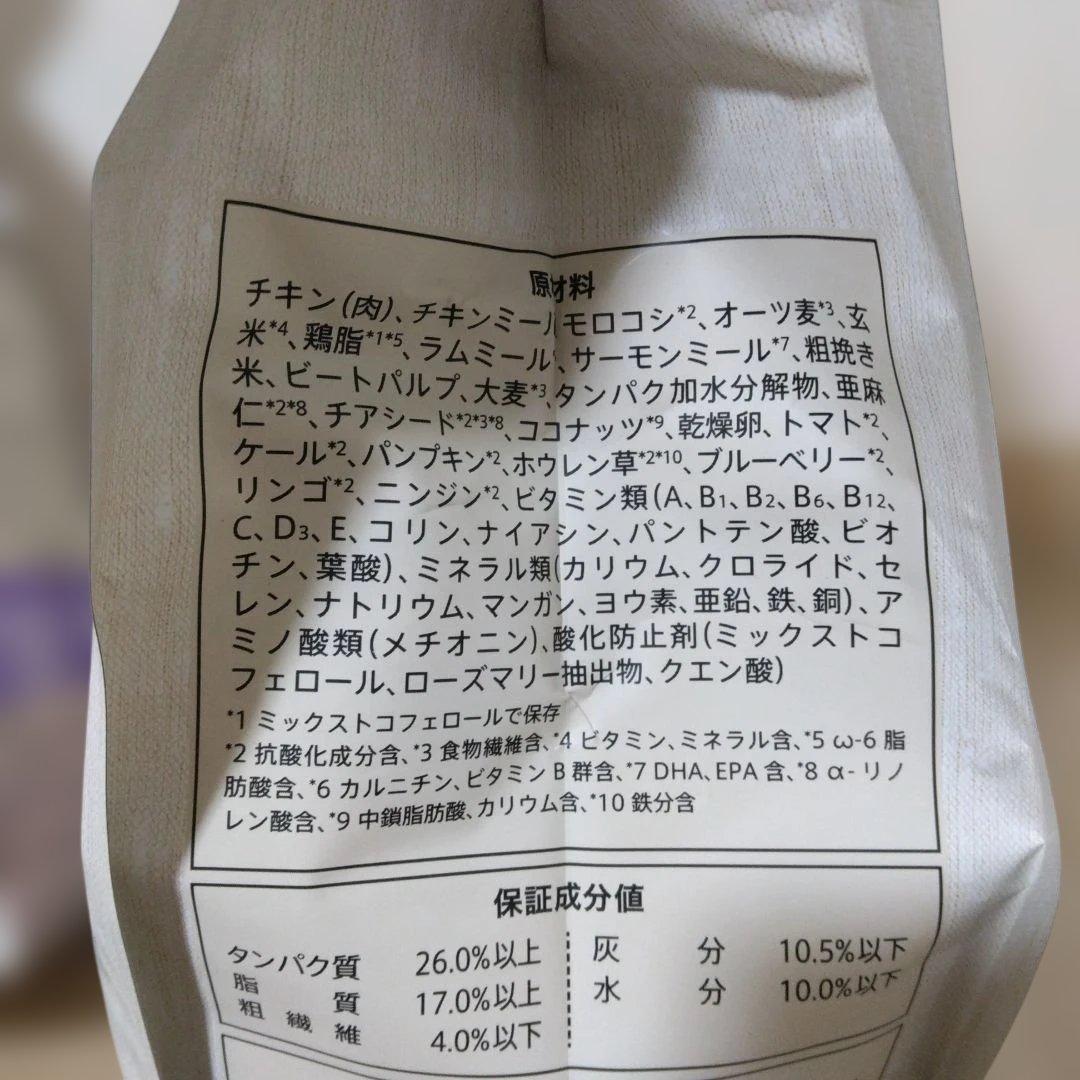 原材料
チキン(肉)、チキンミール モロコシ*2、オーツ麦*3、玄
米*4、鶏脂*1*5、ラムミール 、サーモンミール*7、粗挽き
米、ビートパルプ、大麦*3、タンパク加水分解物、亜麻
仁*2*8、チアシード*2*3*8、ココナッツ*9、乾燥卵、トマト*2、
ケール*2、パンプキン*2、ホウレン草*2*10、ブルーベリー*2、
リンゴ*2、ニンジン*2、ビタミン類(A、B1、B2、B6、B12、
C、D3、E、コリン、ナイアシン、パントテン酸、ビオ
チン、葉酸)、ミネラル類(カリウム、クロライド、セ
レン、ナトリウム、マンガン、ヨウ素、亜鉛、鉄、銅)、ア
ミノ酸類(メチオニン)、酸化防止剤(ミックストコ
フェロール、ローズマリー抽出物、クエン酸)
*1 ミックストコフェロールで保存
*2 抗酸化成分含、*3 食物繊維含、*4 ビタミン、ミネラル含、*5 ω-6 脂
肪酸含、*6 カルニチン、ビタミン B 群含、*7 DHA、EPA 含、*8 α-リノ
レン酸含、*9 中鎖脂肪酸、カリウム含、*10 鉄分含
保証成分値
タンパク質 26.0%以上 灰分 10.5%以下
脂質 17.0%以上 水分 10.0%以下
粗繊維 4.0%以下